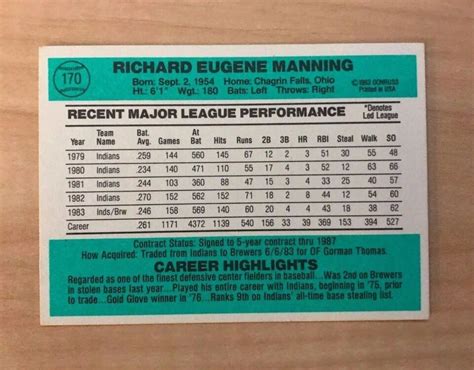 170
RICHARD EUGENE MANNING
Born: Sept. 2, 1954 Home: Chagrin Falls, Ohio
Ht.: 6'1" Wgt.: 180 Bats: Left Throws: Right
©1983 DONRUSS
Printed in USA
RECENT MAJOR LEAGUE PERFORMANCE
*Denotes
Led League
Year Team Name Bat. Avg. Games At Bat Hits Runs 2B 3B HR RBI Steal Walk SO
1979 Indians .259 144 560 145 67 12 2 3 51 30 55 48
1980 Indians .234 140 471 110 55 17 4 3 52 12 63 66
1981 Indians .244 103 360 88 47 15 3 4 33 25 40 57
1982 Indians .270 152 562 152 71 18 2 8 44 12 54 60
1983 Inds/Brw .246 158 569 140 60 21 4 4 43 18 38 62
Career .261 1171 4372 1139 540 156 33 39 366 153 394 527
Contract Status: Signed to 5-year contract thru 1987
How Acquired: Traded from Indians to Brewers 6/6/83 for OF Gorman Thomas.
CAREER HIGHLIGHTS
Regarded as one of the finest defensive center fielders in baseball...Was 2nd on Brewers
in stolen bases last year...Played his entire career with Indians, beginning in '75, prior
to trade...Gold Glove winner in '76...Ranks 9th on Indians' all-time base stealing list.